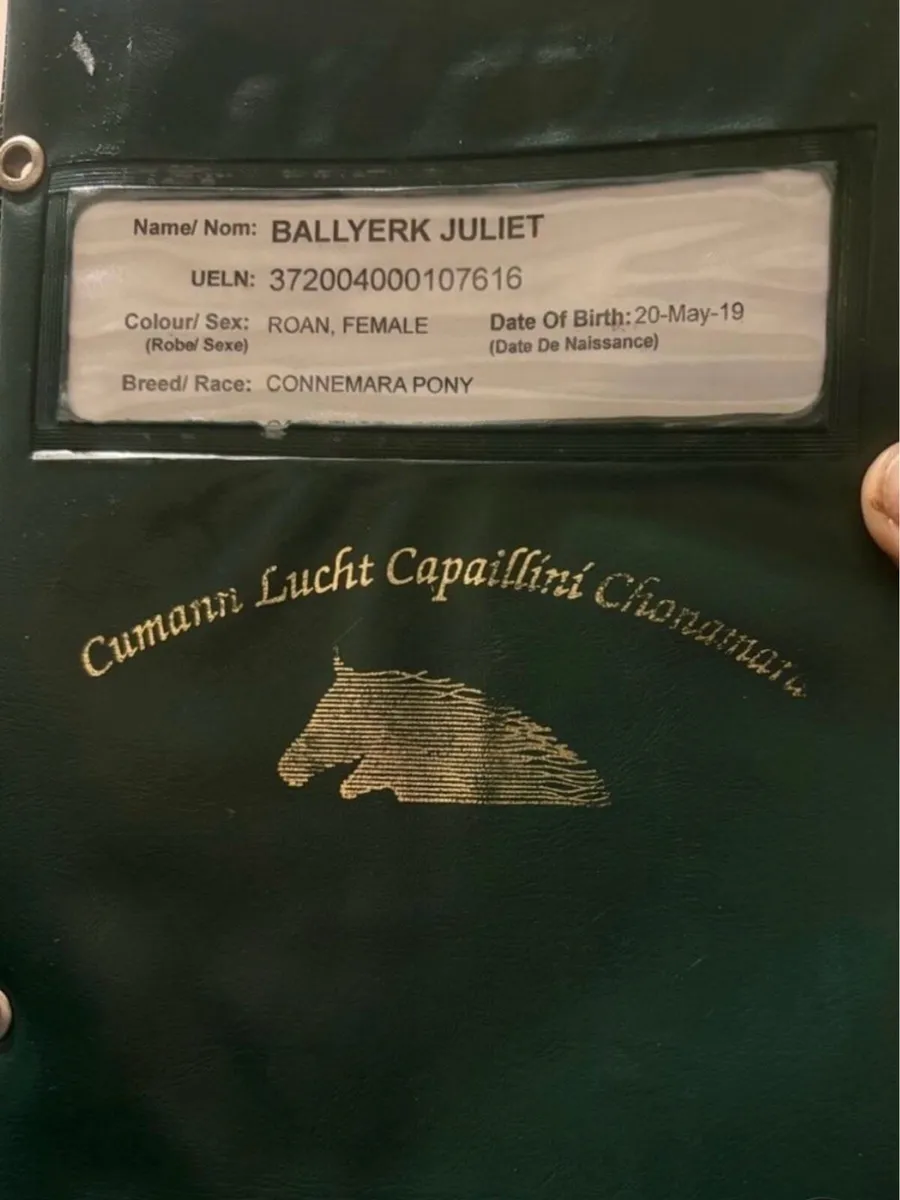 Name/ Nom: BALLYERK JULIET
UELN: 372004000107616
Colour/ Sex: ROAN, FEMALE Date Of Birth: 20-May-19
(Robe/ Sexe) (Date De Naissance)
Breed/ Race: CONNEMARA PONY
Cumann Lucht Capaillíní Chonamara